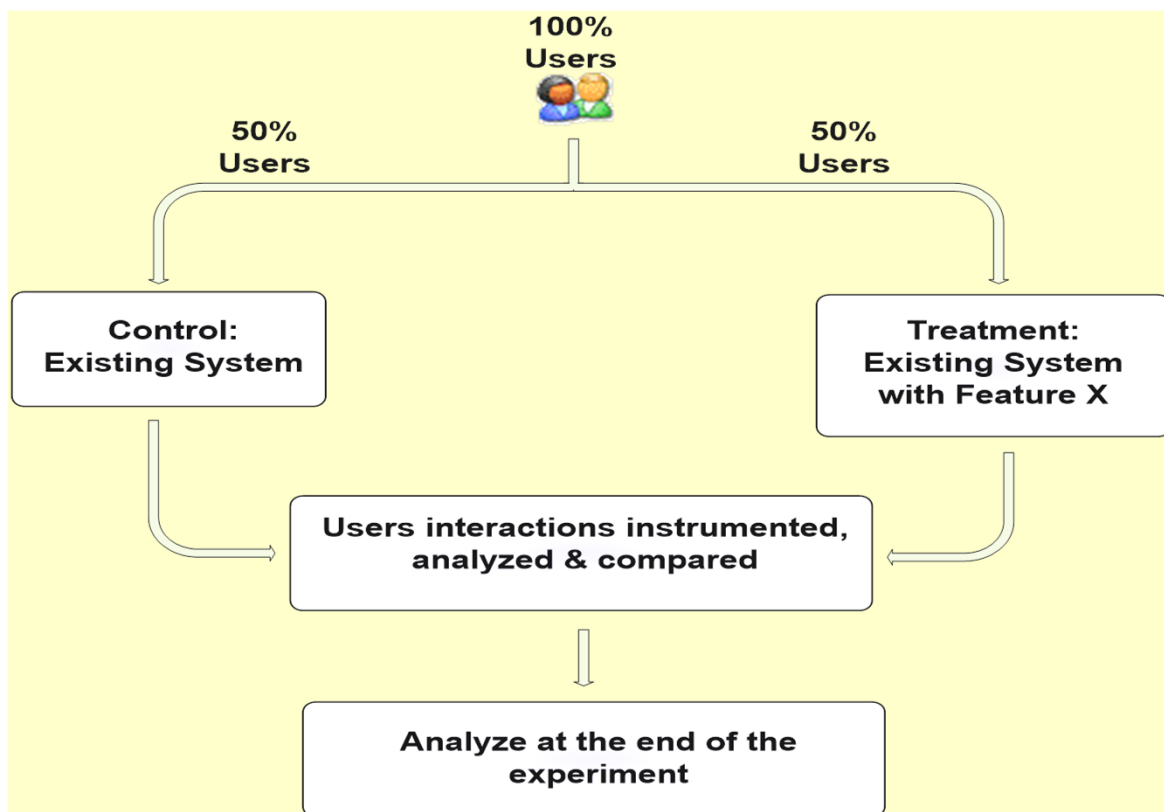 100%
Users
50%
Users
50%
Users
Control:
Existing System
Treatment:
Existing System
with Feature X
Users interactions instrumented,
analyzed & compared
Analyze at the end of the
experiment